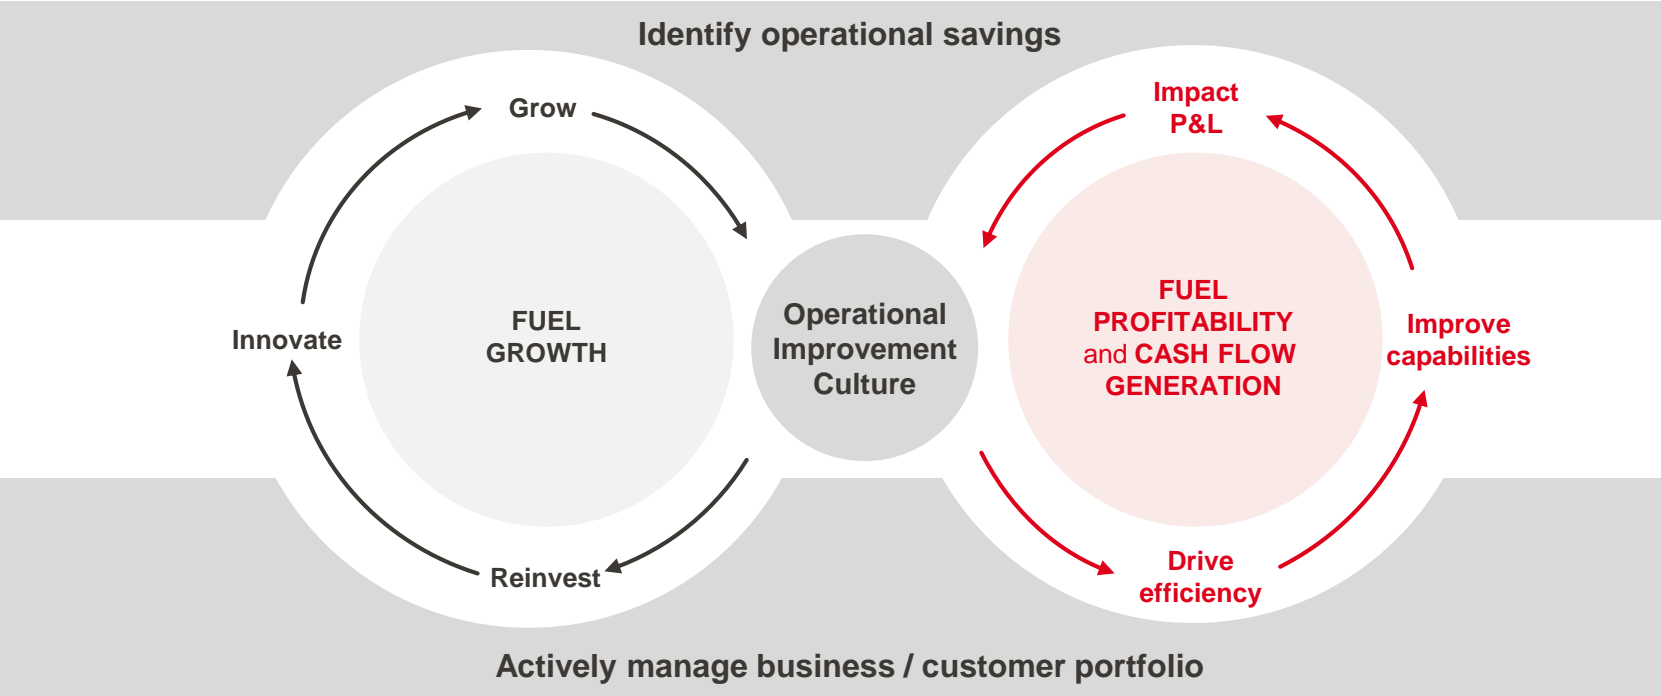 Identify operational savings
Grow
Innovate
FUEL
GROWTH
Reinvest
Operational
Improvement
Culture
Impact
P&L
FUEL
PROFITABILITY
and CASH FLOW
GENERATION
Improve
capabilities
Drive
efficiency
Actively manage business / customer portfolio